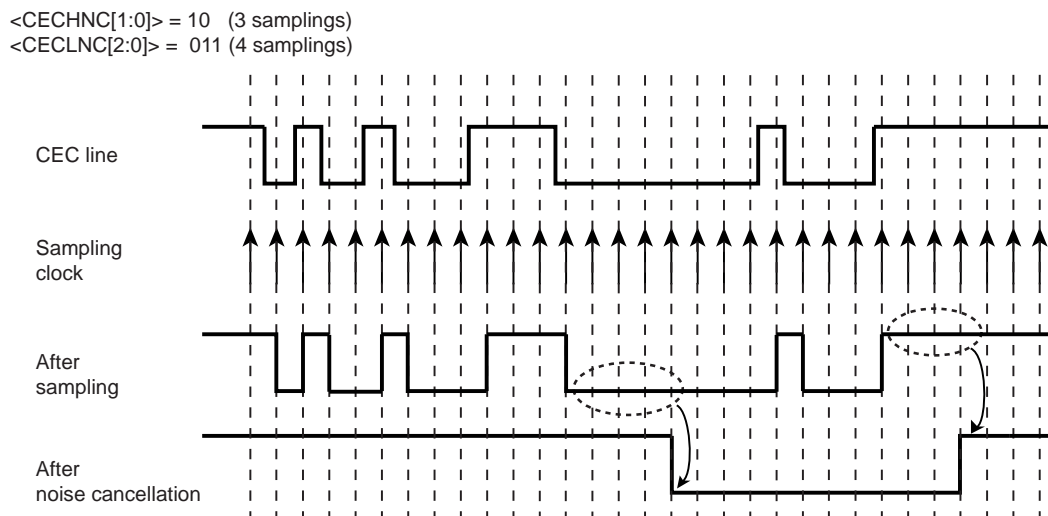 <CECHNC[1:0]> = 10 (3 samplings)
<CECLNC[2:0]> = 011 (4 samplings)
CEC line
Sampling
clock
After
sampling
After
noise cancellation